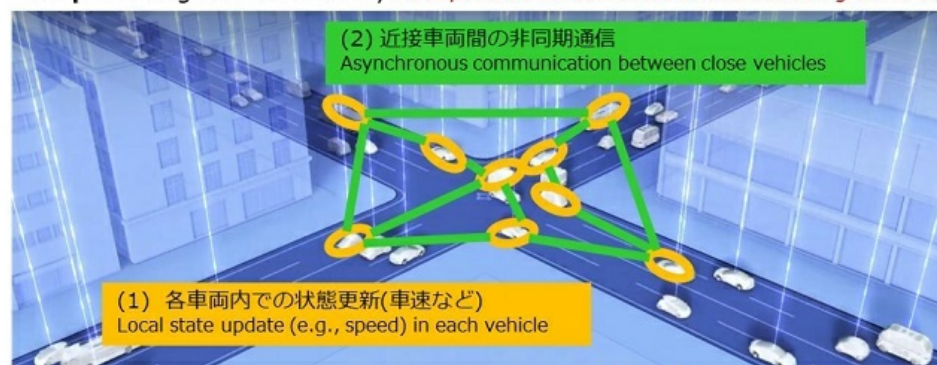 (2) 近接車両間の非同期通信
Asynchronous communication between close vehicles
(1) 各車両内での状態更新(車速など)
Local state update (e.g., speed) in each vehicle